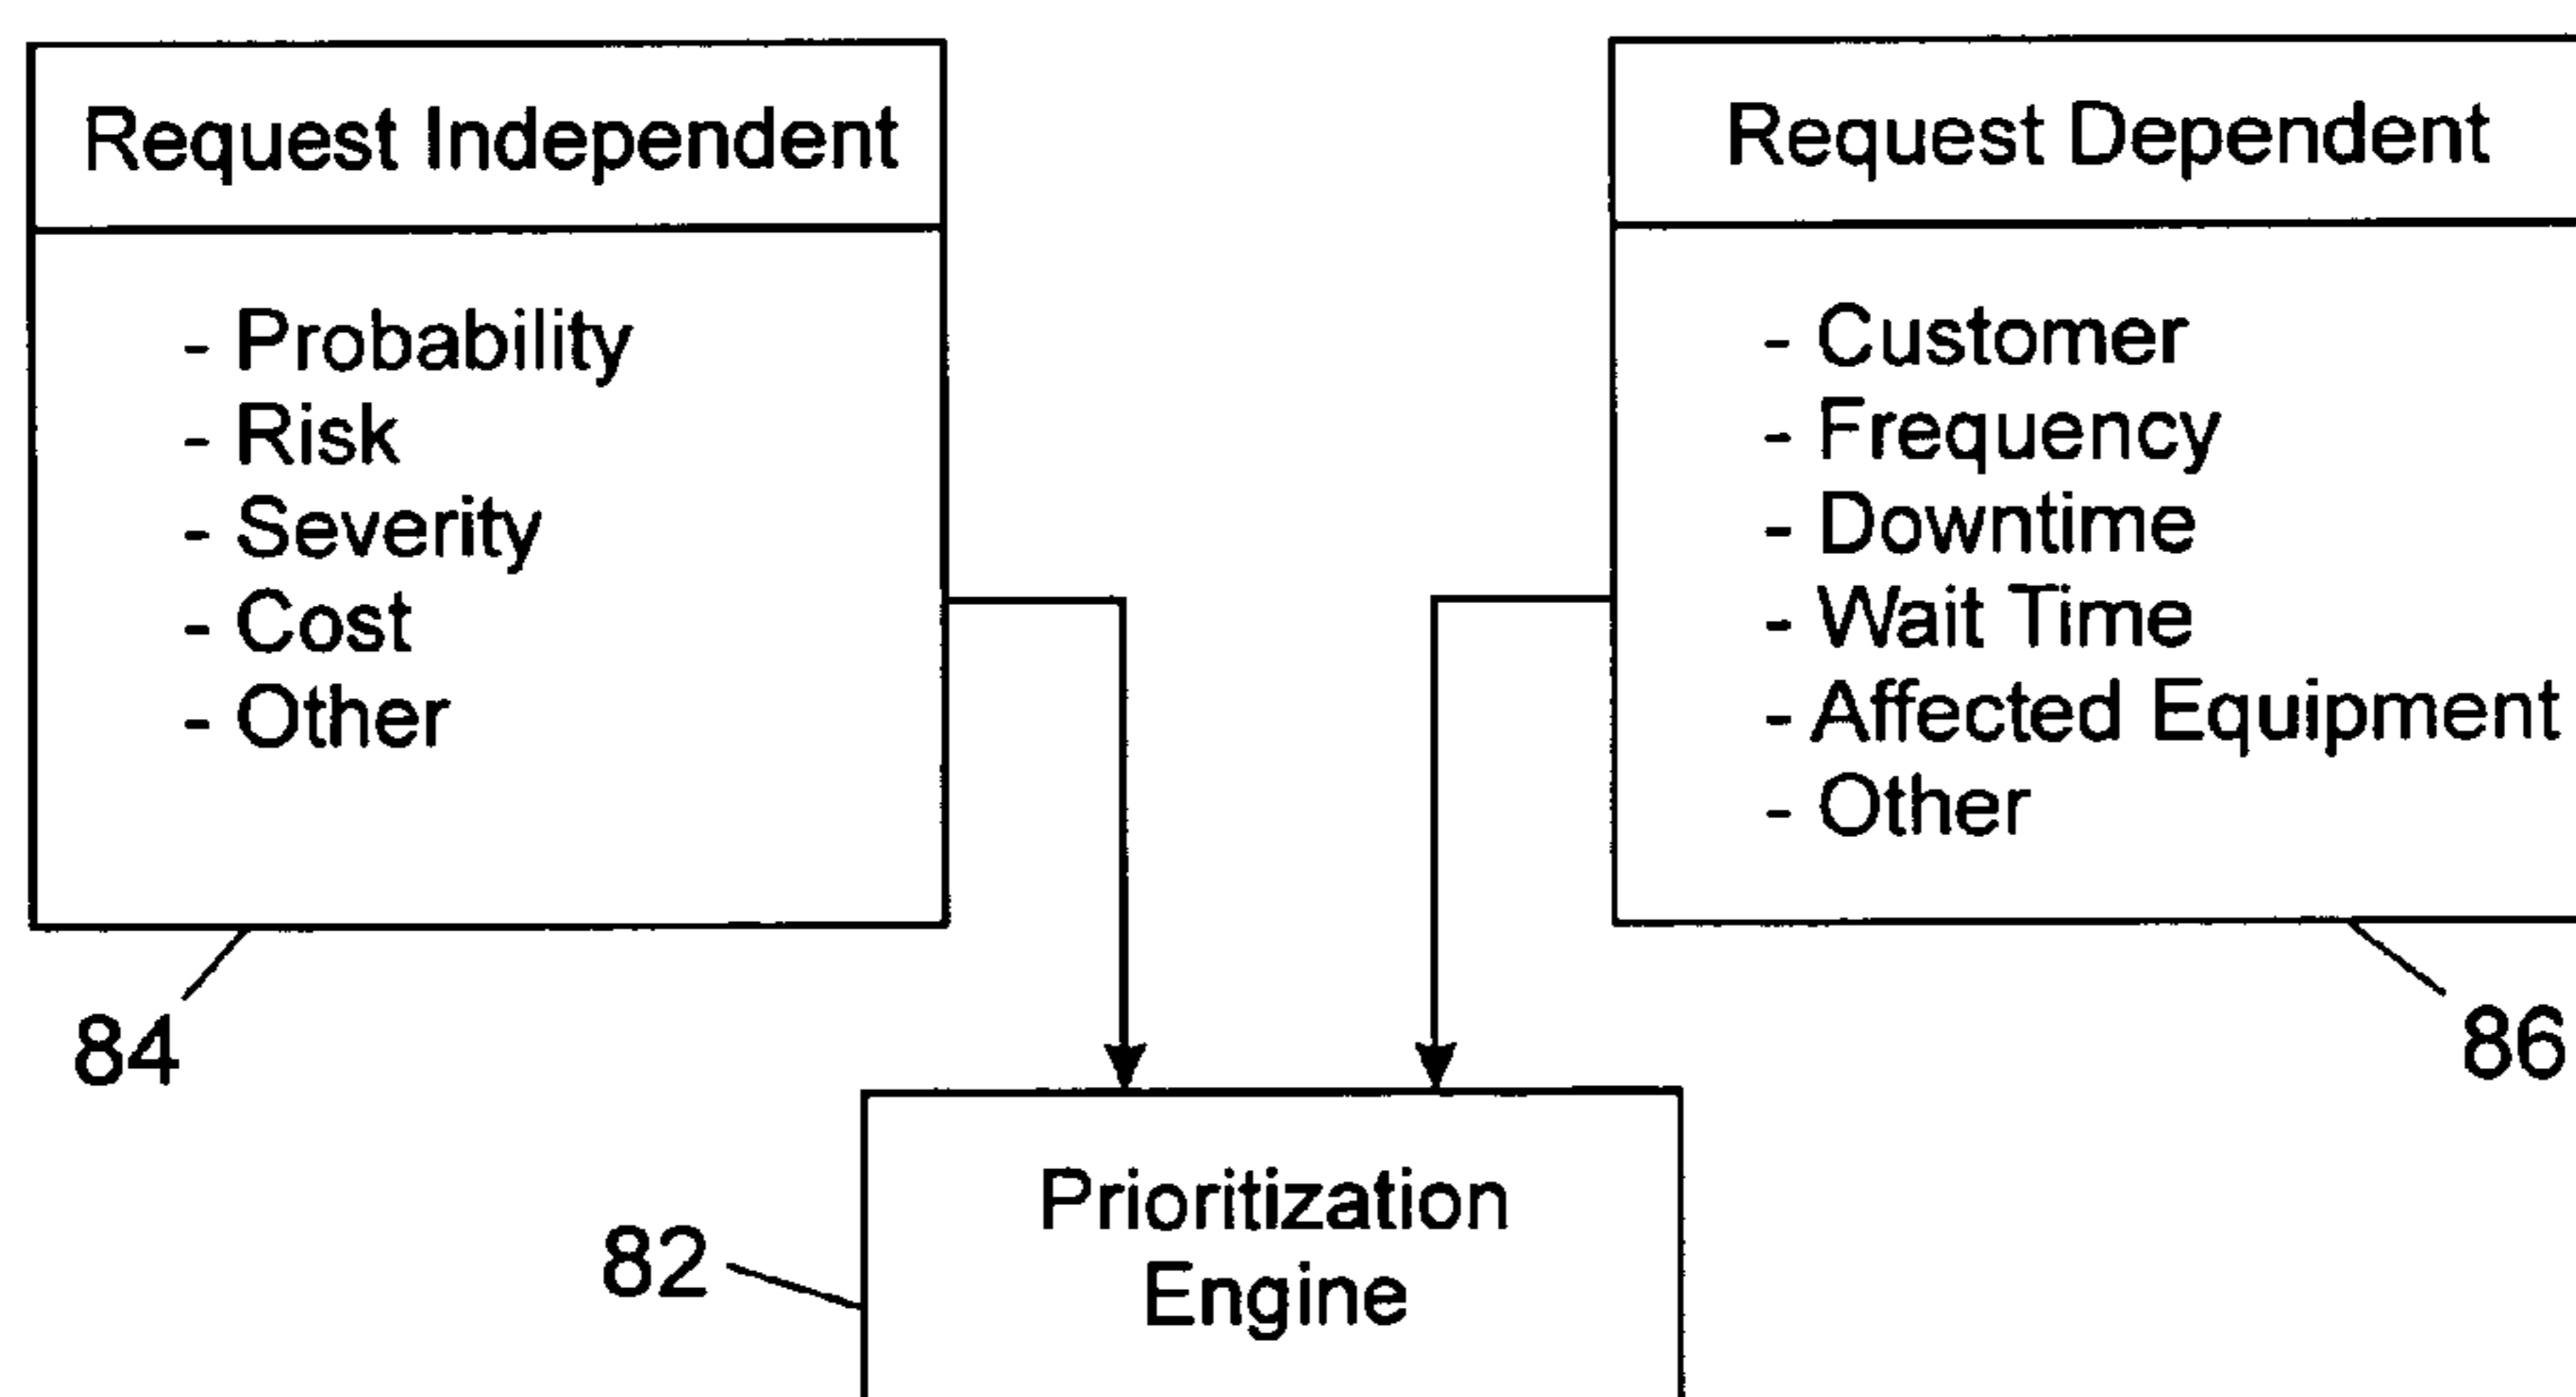 Request Independent
- Probability
- Risk
- Severity
- Cost
- Other
84
Request Dependent
- Customer
- Frequency
- Downtime
- Wait Time
- Affected Equipment
- Other
86
82
Prioritization
Engine